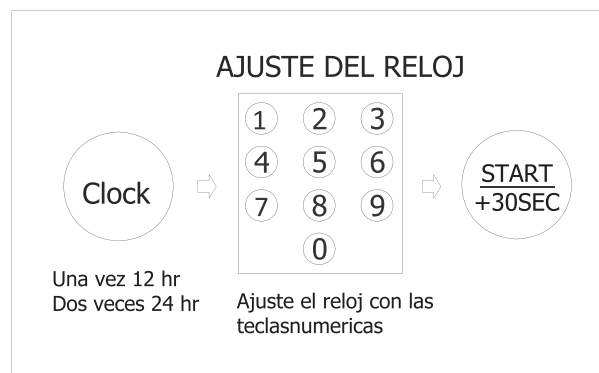 AJUSTE DEL RELOJ
Clock
1 2 3
4 5 6
7 8 9
0
START
+30SEC
Una vez 12 hr
Dos veces 24 hr
Ajuste el reloj con las
teclasnumericas